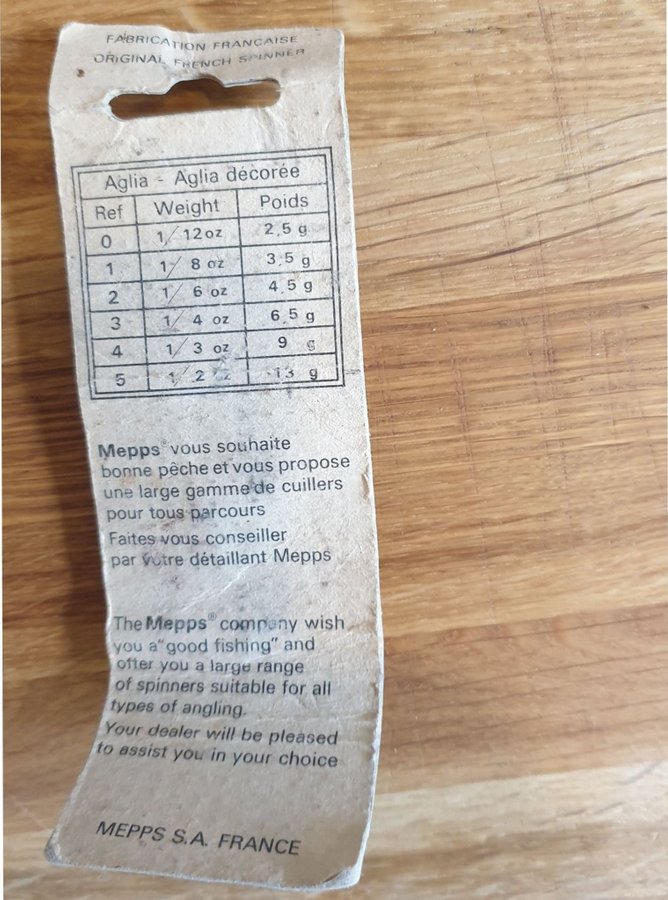 FABRICATION FRANCAISE
ORIGINAL FRENCH SPINNER
Aglia - Aglia décorée
Ref Weight Poids
0 1/12 oz 2,5 g
1 1/8 oz 3,5 g
2 1/6 oz 4,5 g
3 1/4 oz 6,5 g
4 1/3 oz 9 g
5 1/2 oz 13 g
Mepps® vous souhaite
bonne pêche et vous propose
une large gamme de cuillers
pour tous parcours
Faites vous conseiller
par votre détaillant Mepps
The Mepps® company wish
you a "good fishing" and
offer you a large range
of spinners suitable for all
types of angling.
Your dealer will be pleased
to assist you in your choice
MEPPS S.A. FRANCE